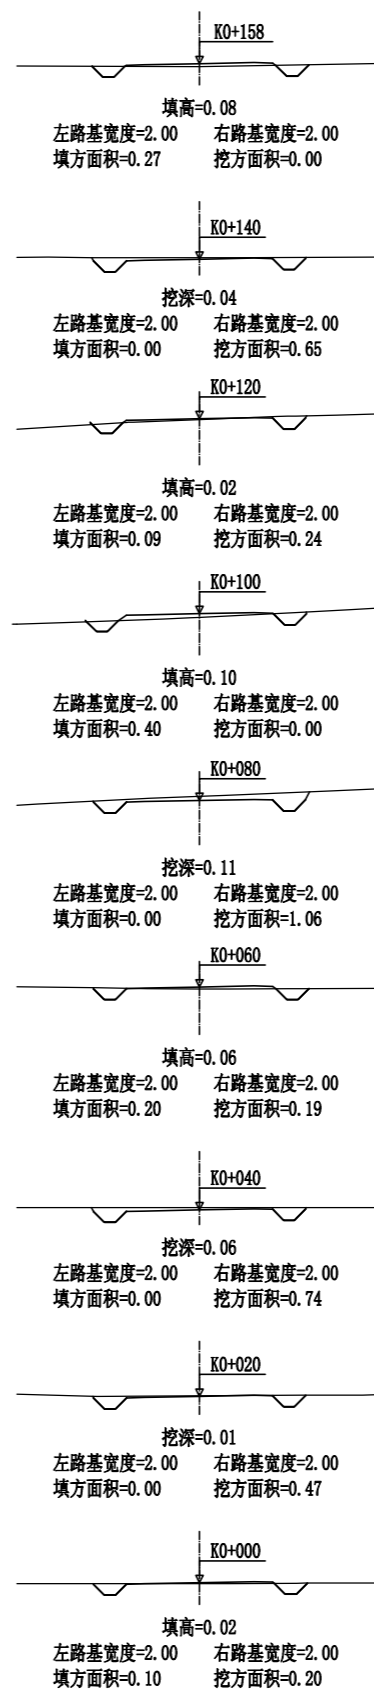 K0+158
填高=0.08
左路基宽度=2.00 右路基宽度=2.00
填方面积=0.27 挖方面积=0.00
K0+140
挖深=0.04
左路基宽度=2.00 右路基宽度=2.00
填方面积=0.00 挖方面积=0.65
K0+120
填高=0.02
左路基宽度=2.00 右路基宽度=2.00
填方面积=0.09 挖方面积=0.24
K0+100
填高=0.10
左路基宽度=2.00 右路基宽度=2.00
填方面积=0.40 挖方面积=0.00
K0+080
挖深=0.11
左路基宽度=2.00 右路基宽度=2.00
填方面积=0.00 挖方面积=1.06
K0+060
填高=0.06
左路基宽度=2.00 右路基宽度=2.00
填方面积=0.20 挖方面积=0.19
K0+040
挖深=0.06
左路基宽度=2.00 右路基宽度=2.00
填方面积=0.00 挖方面积=0.74
K0+020
挖深=0.01
左路基宽度=2.00 右路基宽度=2.00
填方面积=0.00 挖方面积=0.47
K0+000
填高=0.02
左路基宽度=2.00 右路基宽度=2.00
填方面积=0.10 挖方面积=0.20